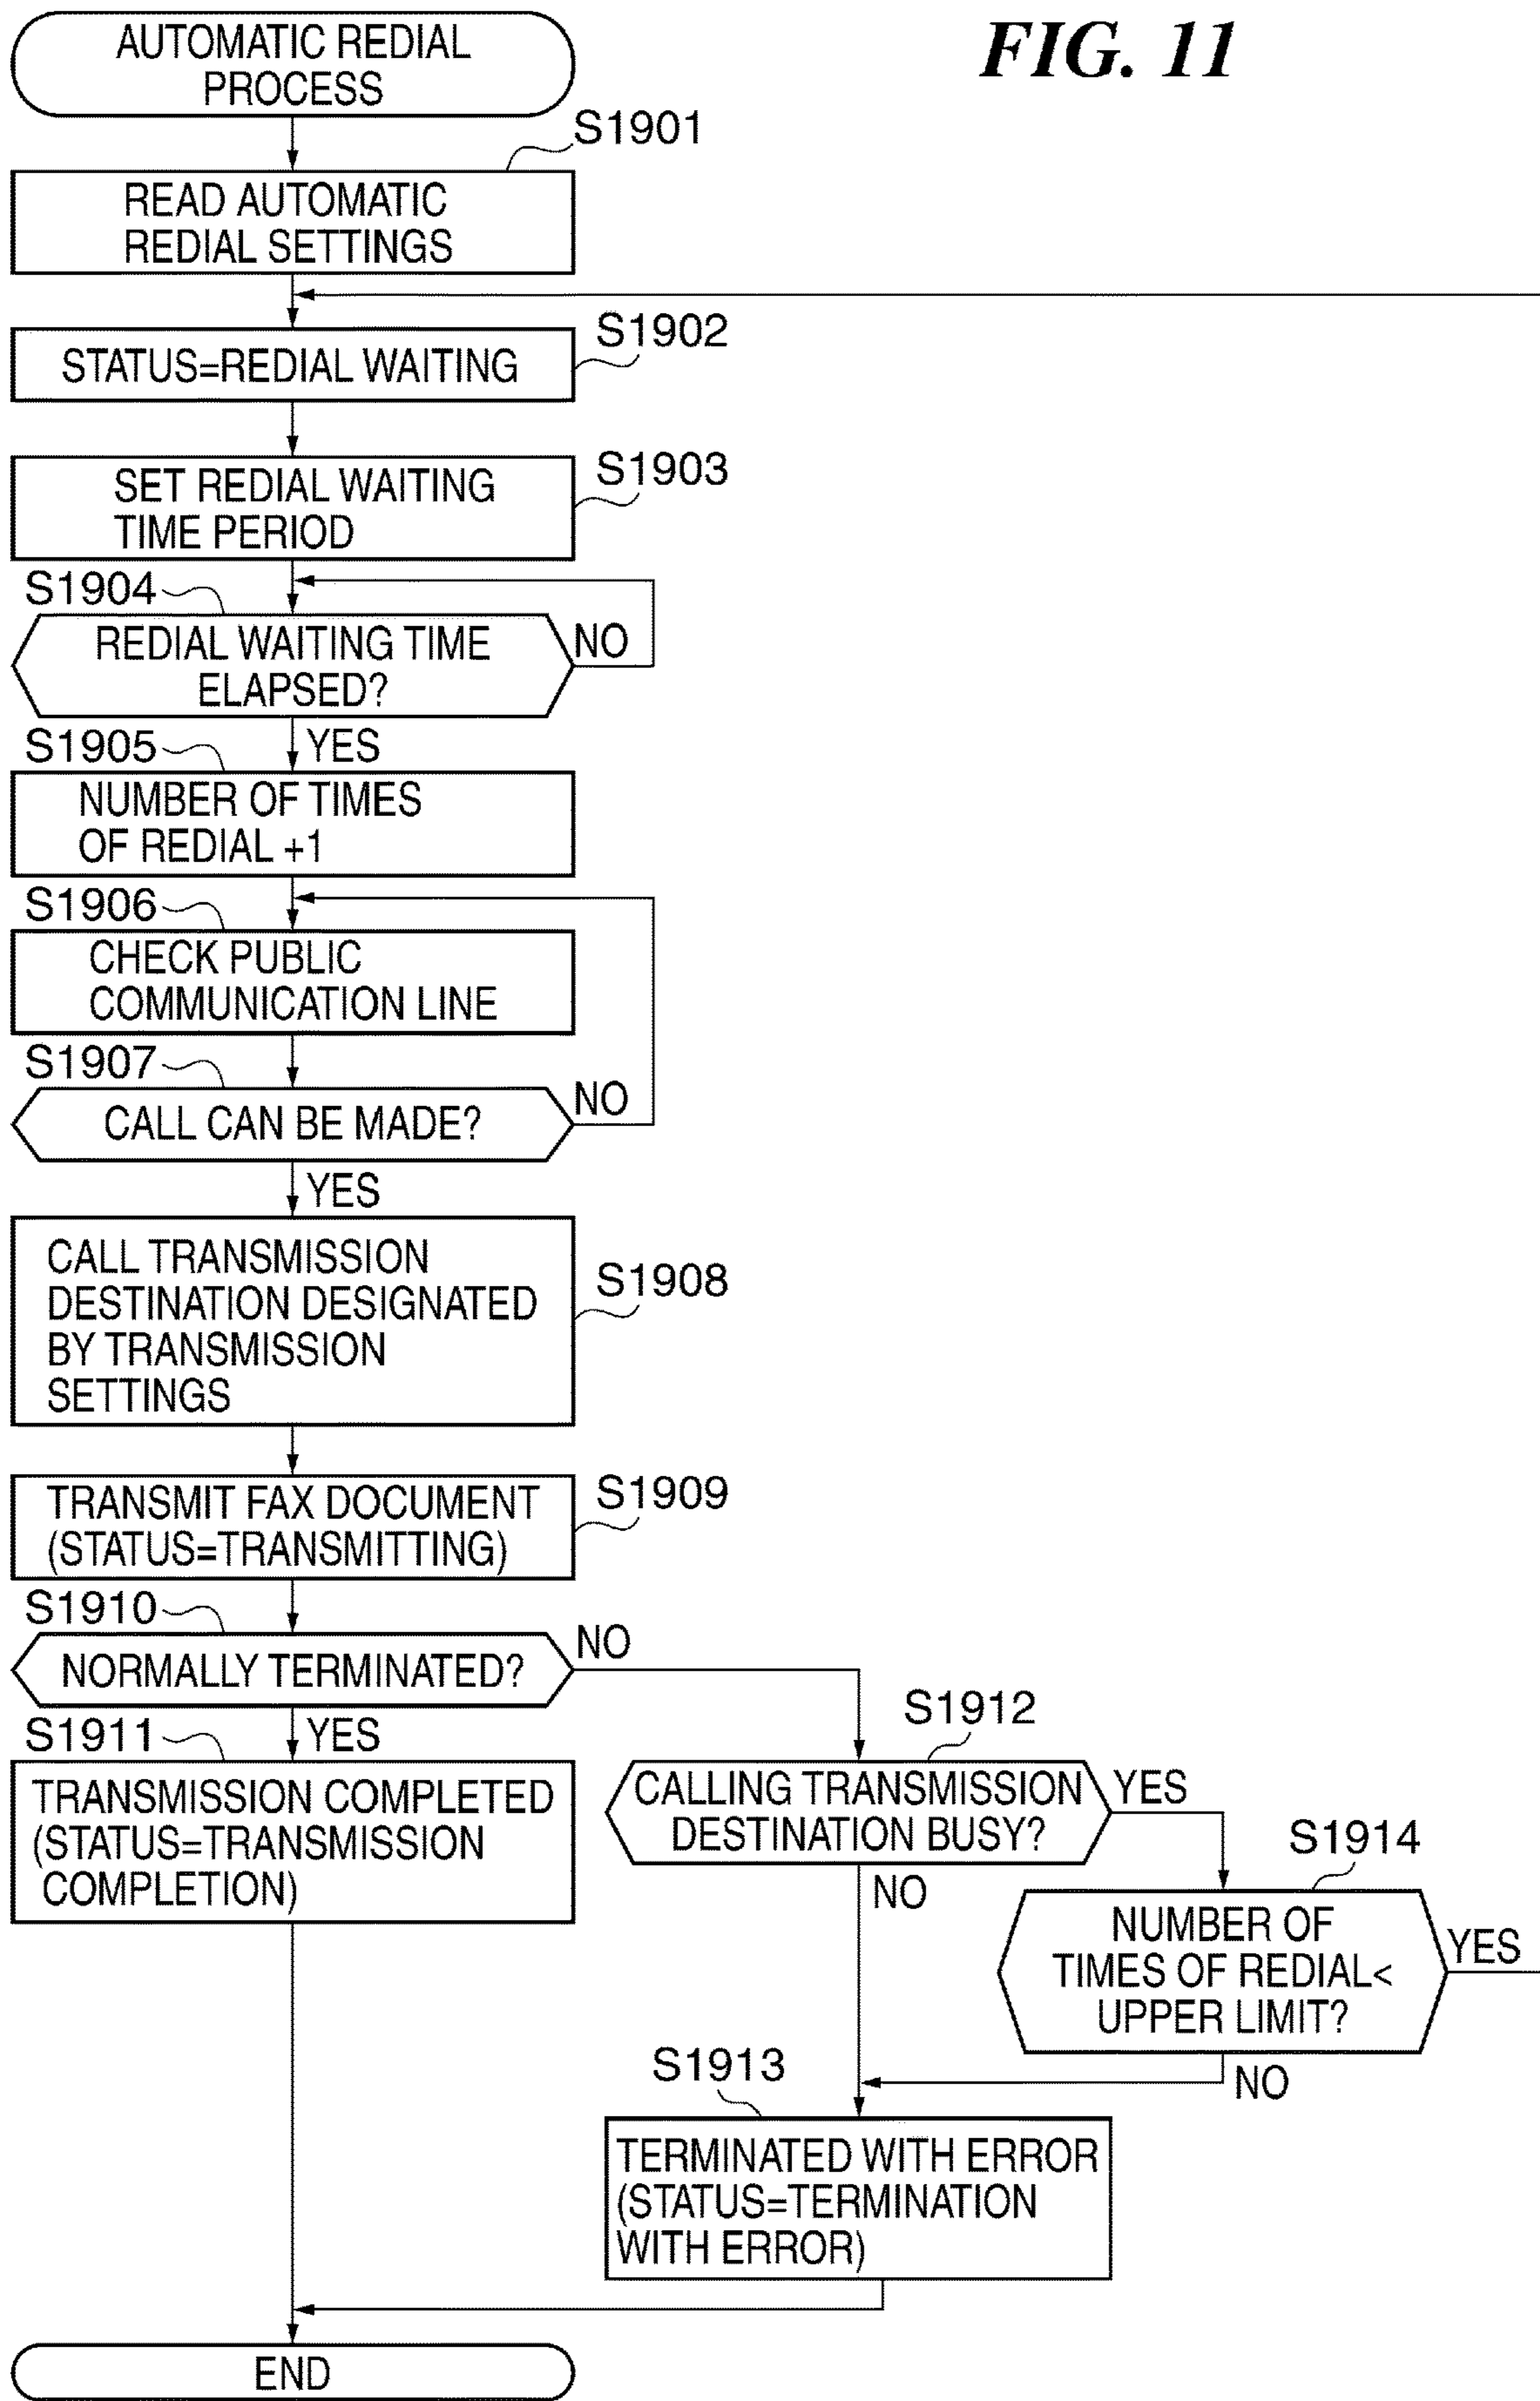 FIG. 11
AUTOMATIC REDIAL
PROCESS
S1901
READ AUTOMATIC
REDIAL SETTINGS
S1902
STATUS=REDIAL WAITING
S1903
SET REDIAL WAITING
TIME PERIOD
S1904
REDIAL WAITING TIME
ELAPSED?
NO
YES
S1905
NUMBER OF TIMES
OF REDIAL +1
S1906
CHECK PUBLIC
COMMUNICATION LINE
S1907
CALL CAN BE MADE?
NO
YES
S1908
CALL TRANSMISSION
DESTINATION DESIGNATED
BY TRANSMISSION
SETTINGS
S1909
TRANSMIT FAX DOCUMENT
(STATUS=TRANSMITTING)
S1910
NORMALLY TERMINATED?
NO
YES
S1911
TRANSMISSION COMPLETED
(STATUS=TRANSMISSION
COMPLETION)
S1912
CALLING TRANSMISSION
DESTINATION BUSY?
YES
NO
S1914
NUMBER OF
TIMES OF REDIAL<
UPPER LIMIT?
YES
NO
S1913
TERMINATED WITH ERROR
(STATUS=TERMINATION
WITH ERROR)
END